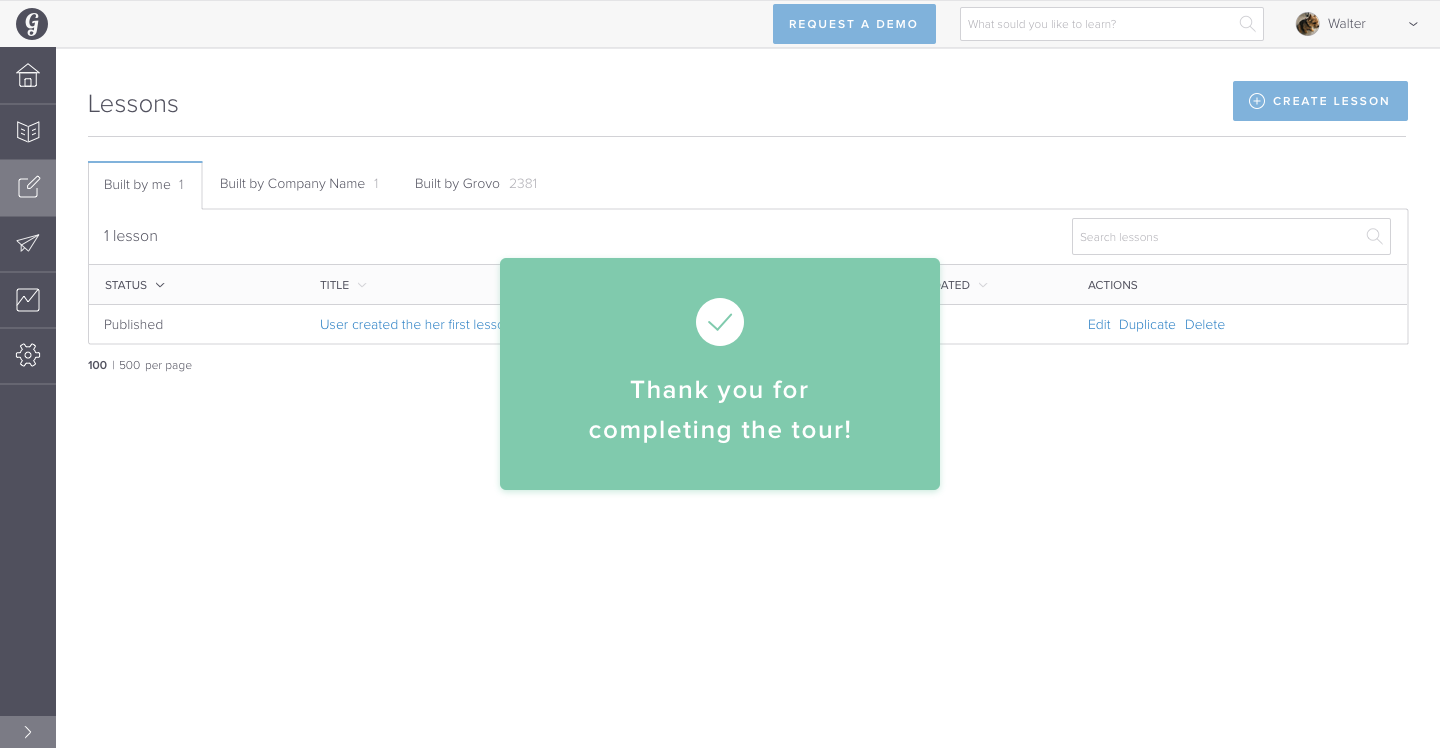 g
REQUEST A DEMO
What sould you like to learn?
Walter
Lessons
CREATE LESSON
Built by me 1
Built by Company Name 1
Built by Grovo 2381
1 lesson
Search lessons
STATUS TITLE ATED ACTIONS
Published User created the her first lesso Edit Duplicate Delete
100 | 500 per page
Thank you for
completing the tour!